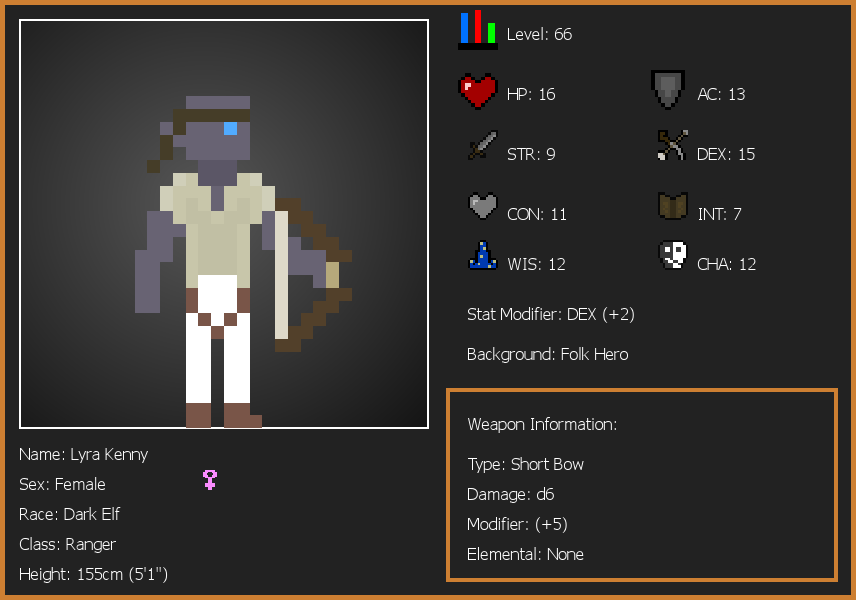 Level: 66
HP: 16
AC: 13
STR: 9
DEX: 15
CON: 11
INT: 7
WIS: 12
CHA: 12
Stat Modifier: DEX (+2)
Background: Folk Hero
Weapon Information:
Type: Short Bow
Damage: d6
Modifier: (+5)
Elemental: None
Name: Lyra Kenny
Sex: Female
Race: Dark Elf
Class: Ranger
Height: 155cm (5'1")